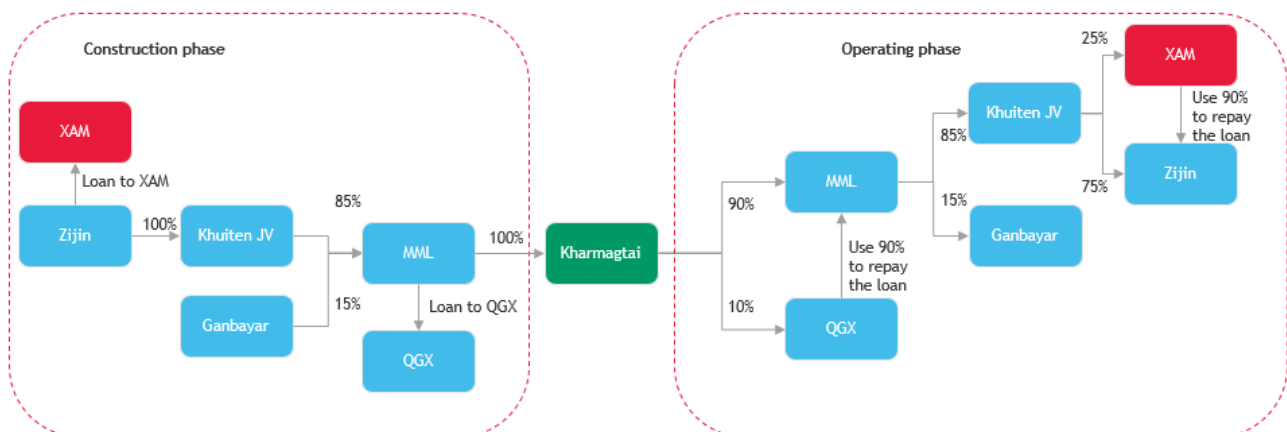 Construction phase
XAM
Loan to XAM
Zijin
100%
Khuiten JV
85%
Ganbayar
15%
MML
100%
Loan to QGX
QGX
Kharmagtai
Operating phase
90%
10%
MML
Use 90%
to repay
the loan
QGX
85%
15%
Khuiten JV
Ganbayar
25%
75%
XAM
Use 90%
to repay
the loan
Zijin